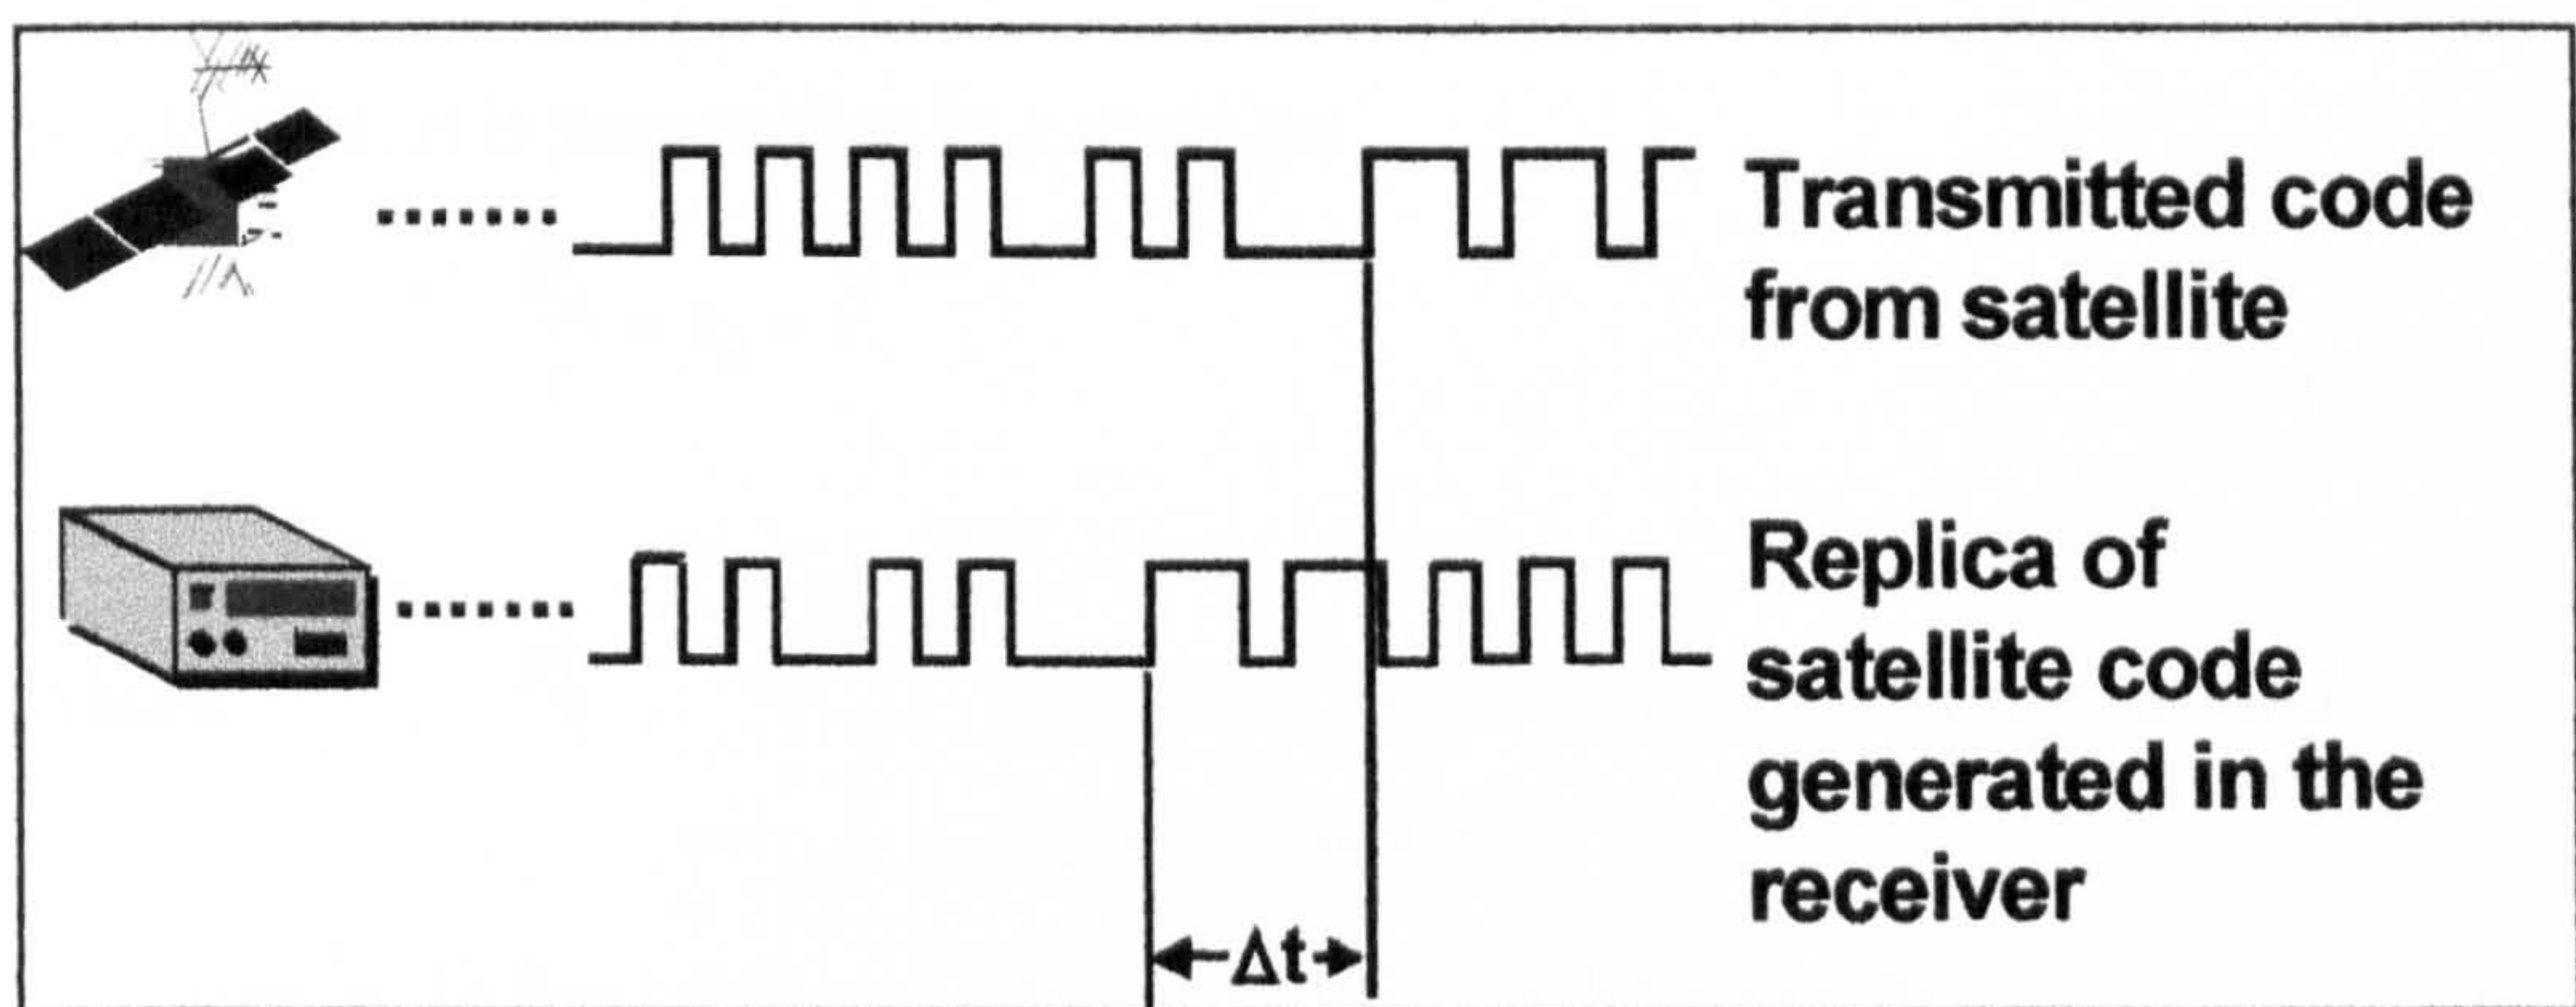 Transmitted code
from satellite
Replica of
satellite code
generated in the
receiver
Δt